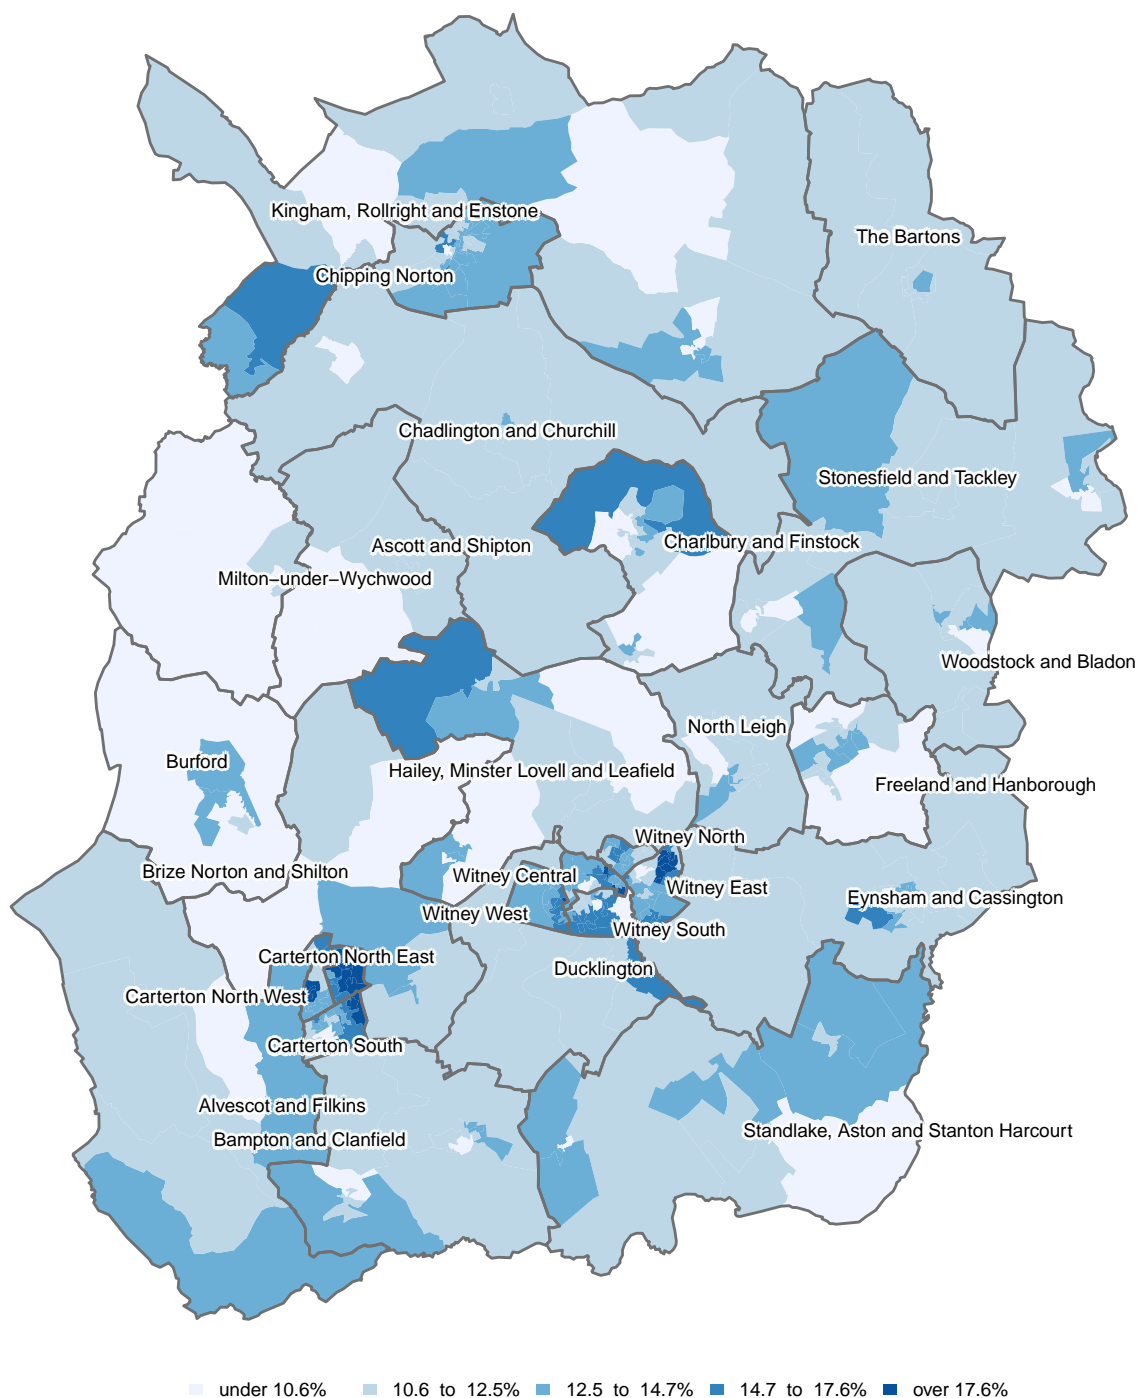 Kingham, Rollright and Enstone
The Bartons
Chipping Norton
Chadlington and Churchill
Stonesfield and Tackley
Charlbury and Finstock
Ascott and Shipton
Milton−under−Wychwood
Woodstock and Bladon
North Leigh
Burford
Hailey, Minster Lovell and Leafield
Freeland and Hanborough
Witney North
Brize Norton and Shilton
Witney Central
Witney East
Eynsham and Cassington
Witney West
Witney South
Carterton North East
Ducklington
Carterton North West
Carterton South
Alvescot and Filkins
Standlake, Aston and Stanton Harcourt
Bampton and Clanfield
under 10.6% 10.6 to 12.5% 12.5 to 14.7% 14.7 to 17.6% over 17.6%